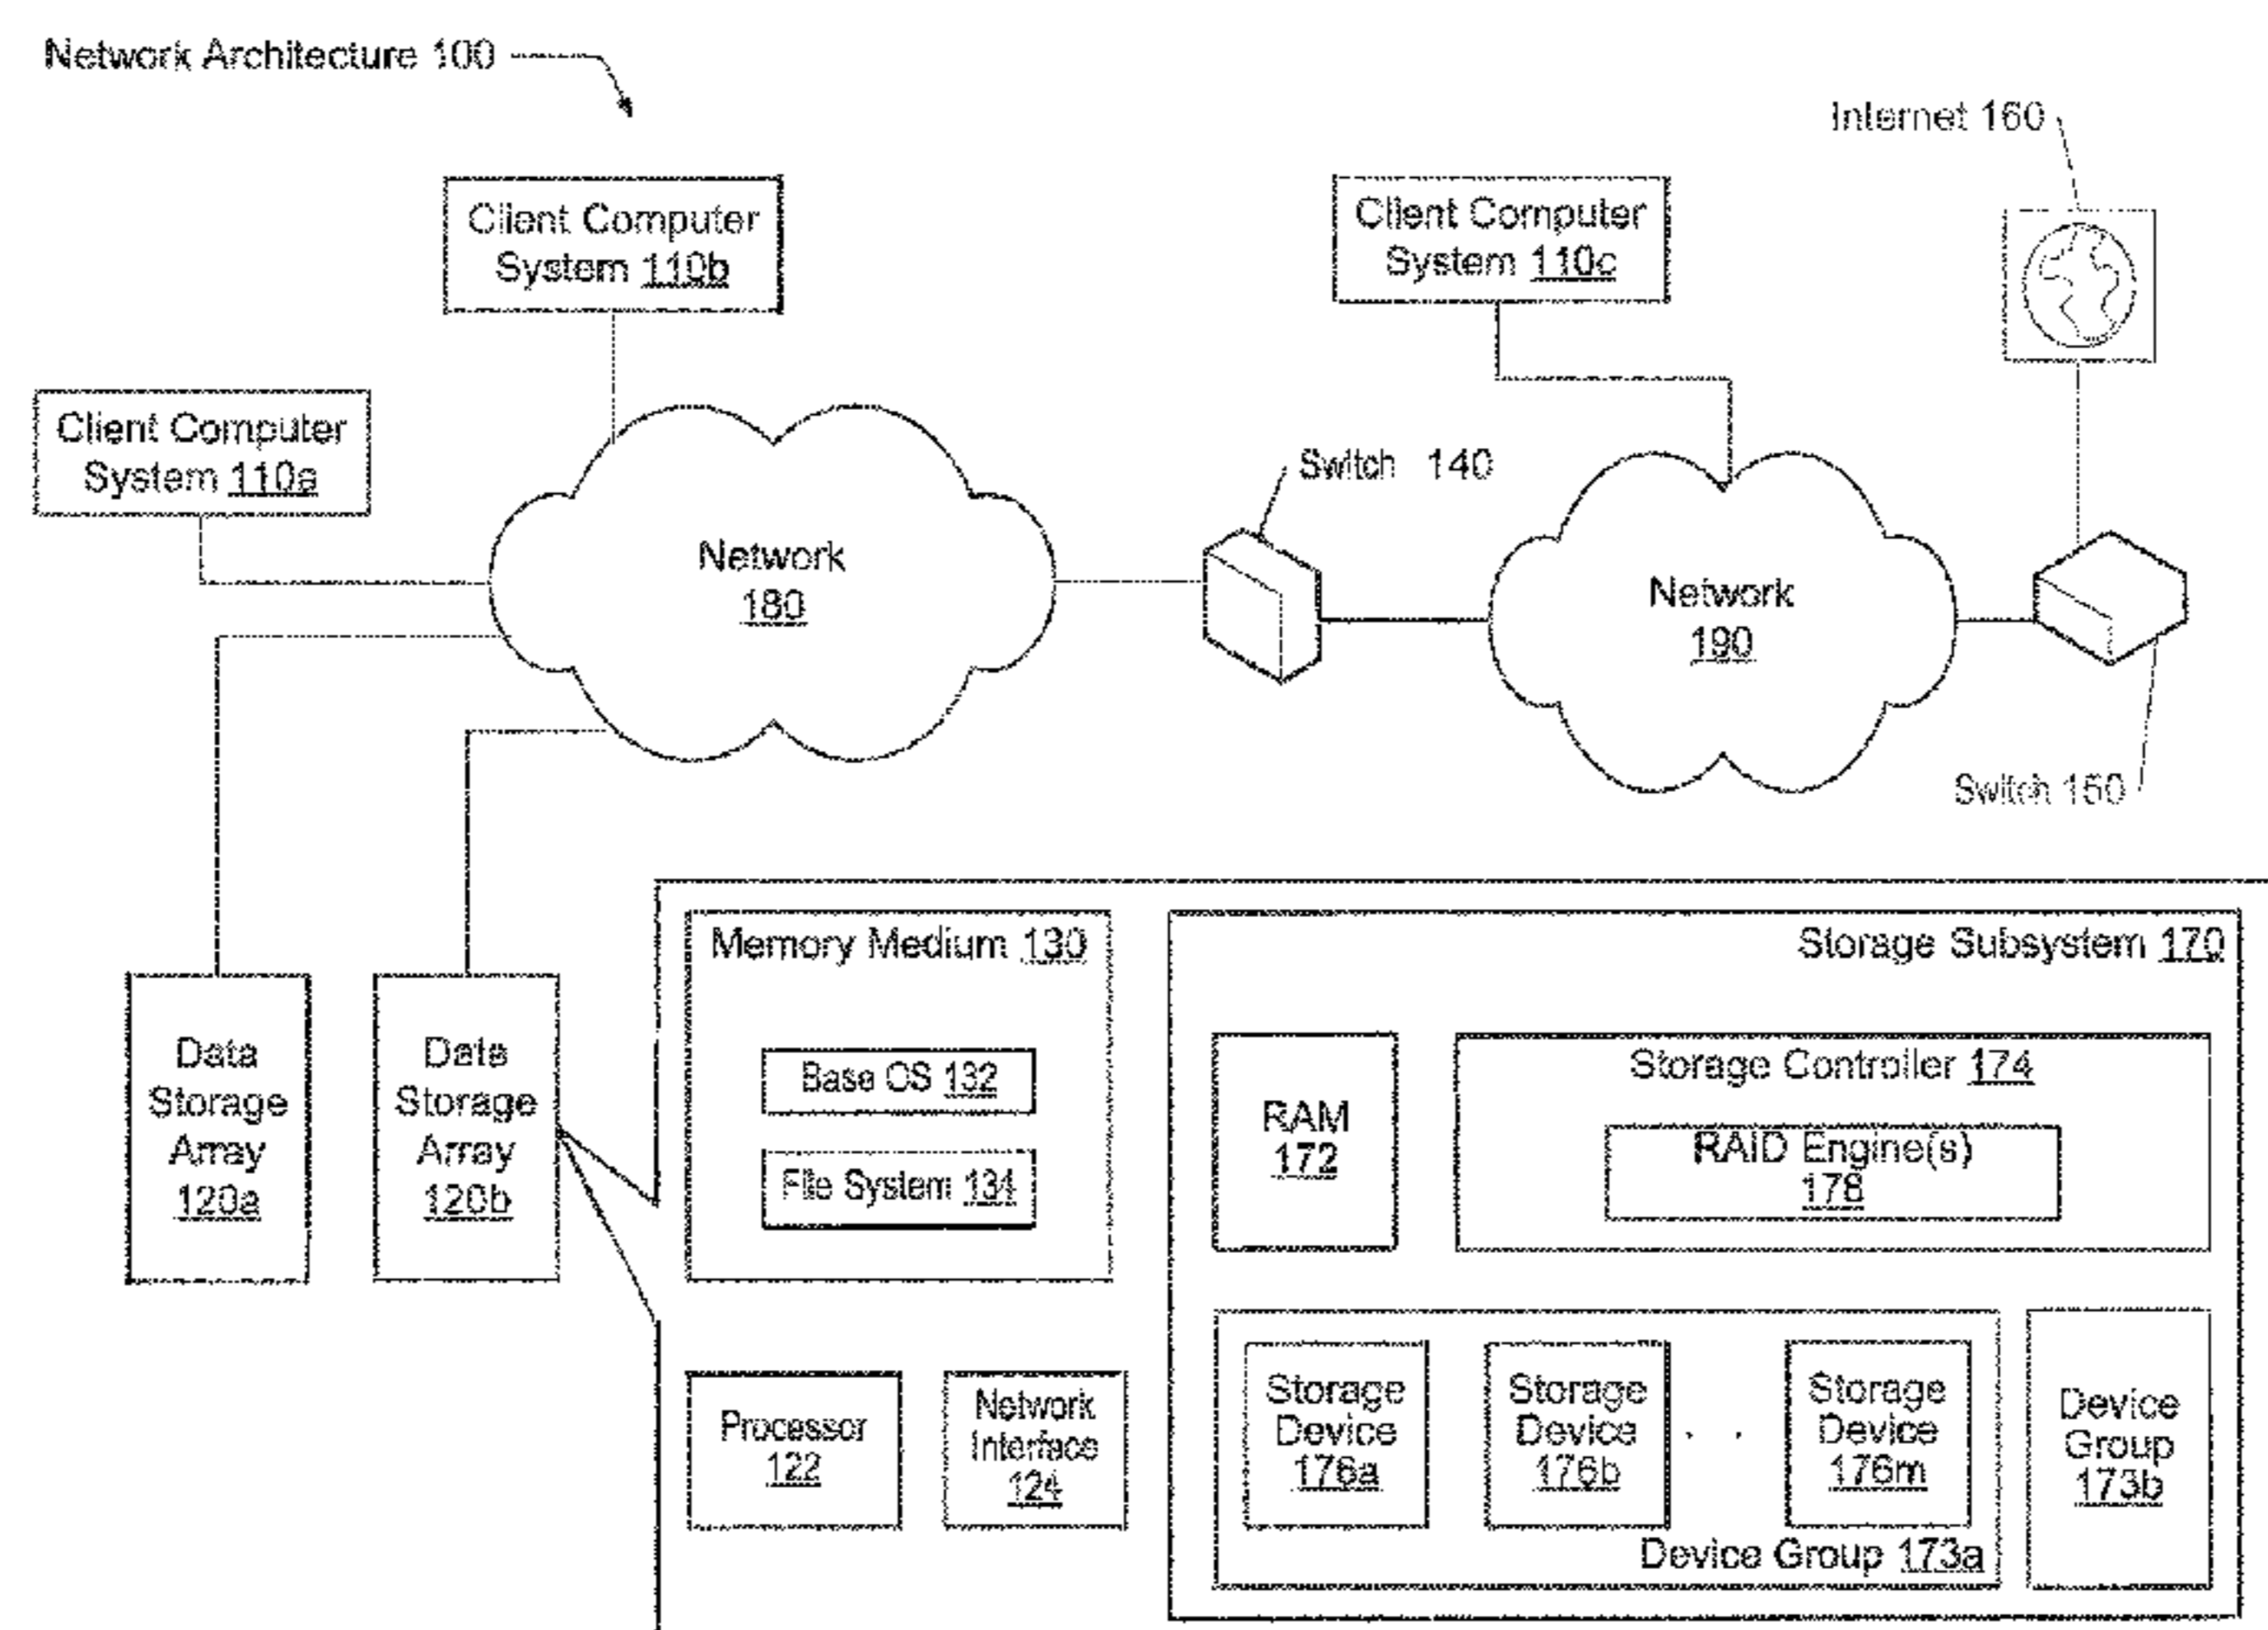 Network Architecture 100
Internet 160
Client Computer
System 110b
Client Computer
System 110c
Client Computer
System 110a
Switch 140
Network
180
Network
190
Switch 150
Data
Storage
Array
120a
Data
Storage
Array
120b
Memory Medium 130
Base OS 132
File System 134
Processor
122
Network
Interface
124
Storage Subsystem 170
RAM
172
Storage Controller 174
RAID Engine(s)
178
Storage
Device
176a
Storage
Device
176b
. .
Storage
Device
176m
Device Group 173a
Device
Group
173b